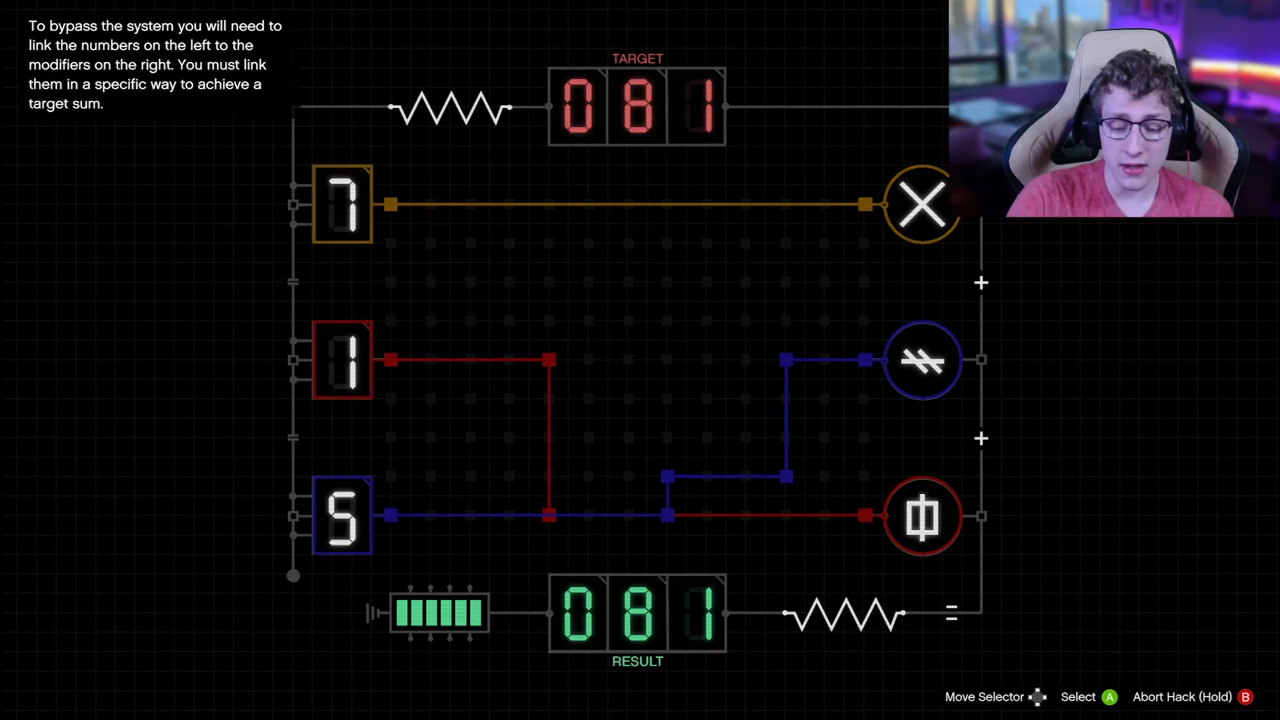 To bypass the system you will need to
link the numbers on the left to the
modifiers on the right. You must link
them in a specific way to achieve a
target sum.
TARGET
081
7
1
+
5
+
081
=
RESULT
Move Selector
Select A
Abort Hack (Hold) B